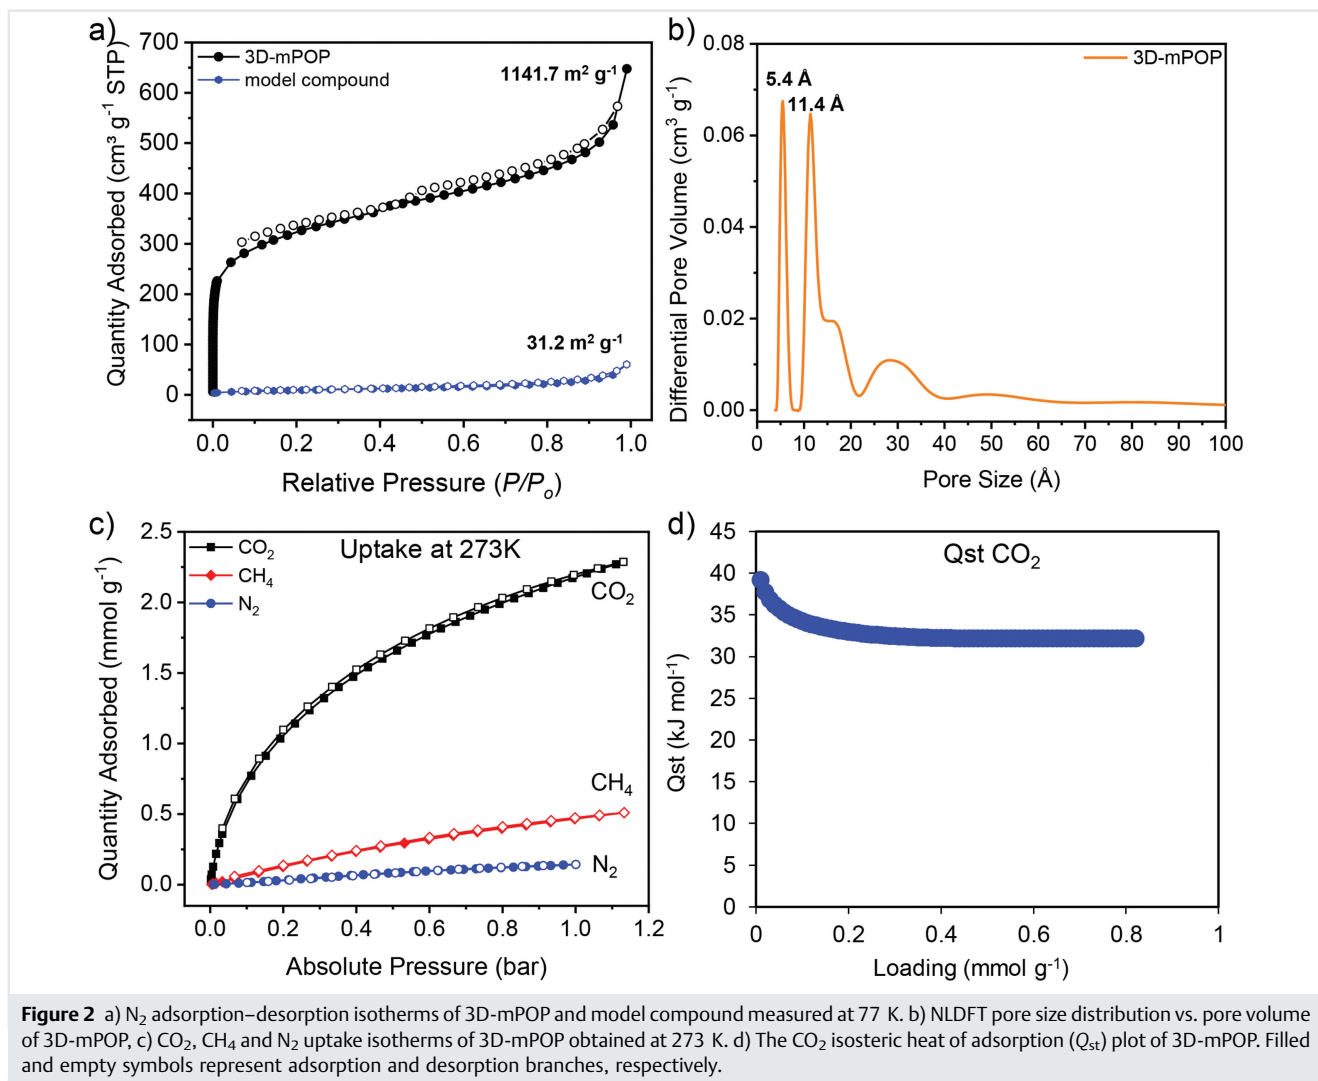 a)
700
600
500
400
300
200
100
0
Quantity Adsorbed (cm³ g⁻¹ STP)
3D-mPOP
model compound
1141.7 m² g⁻¹
31.2 m² g⁻¹
0.0 0.2 0.4 0.6 0.8 1.0
Relative Pressure (P/Pₒ)
b)
0.08
0.06
0.04
0.02
0.00
Differential Pore Volume (cm³ g⁻¹)
3D-mPOP
5.4 Å
11.4 Å
0 10 20 30 40 50 60 70 80 90 100
Pore Size (Å)
c)
2.5
2.0
1.5
1.0
0.5
0.0
Quantity Adsorbed (mmol g⁻¹)
CO₂
CH₄
N₂
Uptake at 273K
CO₂
CH₄
N₂
0.0 0.2 0.4 0.6 0.8 1.0 1.2
Absolute Pressure (bar)
d)
45
40
35
30
25
20
15
10
5
0
Qst (kJ mol⁻¹)
Qst CO₂
0 0.2 0.4 0.6 0.8 1
Loading (mmol g⁻¹)
Figure 2 a) N₂ adsorption–desorption isotherms of 3D-mPOP and model compound measured at 77 K. b) NLDFT pore size distribution vs. pore volume
of 3D-mPOP, c) CO₂, CH₄ and N₂ uptake isotherms of 3D-mPOP obtained at 273 K. d) The CO₂ isosteric heat of adsorption (Qₛₜ) plot of 3D-mPOP. Filled
and empty symbols represent adsorption and desorption branches, respectively.